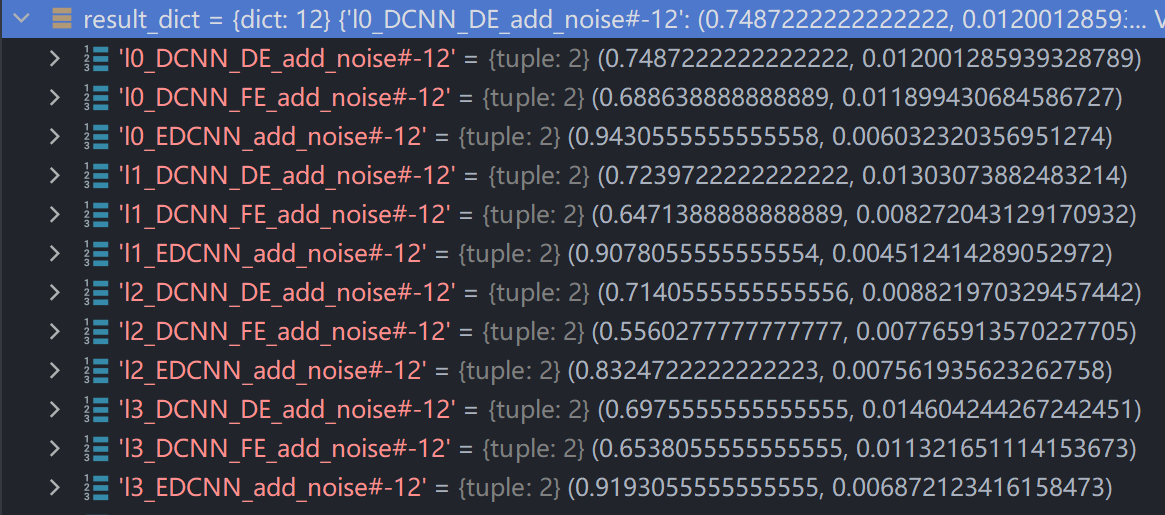 result_dict = {dict: 12} {'l0_DCNN_DE_add_noise#-12': (0.7487222222222222, 0.01200128593... V
'l0_DCNN_DE_add_noise#-12' = {tuple: 2} (0.7487222222222222, 0.012001285939328789)
'l0_DCNN_FE_add_noise#-12' = {tuple: 2} (0.688638888888889, 0.011899430684586727)
'l0_EDCNN_add_noise#-12' = {tuple: 2} (0.9430555555555558, 0.006032320356951274)
'l1_DCNN_DE_add_noise#-12' = {tuple: 2} (0.7239722222222222, 0.01303073882483214)
'l1_DCNN_FE_add_noise#-12' = {tuple: 2} (0.6471388888888889, 0.008272043129170932)
'l1_EDCNN_add_noise#-12' = {tuple: 2} (0.9078055555555554, 0.004512414289052972)
'l2_DCNN_DE_add_noise#-12' = {tuple: 2} (0.7140555555555556, 0.008821970329457442)
'l2_DCNN_FE_add_noise#-12' = {tuple: 2} (0.5560277777777777, 0.007765913570227705)
'l2_EDCNN_add_noise#-12' = {tuple: 2} (0.8324722222222223, 0.007561935623262758)
'l3_DCNN_DE_add_noise#-12' = {tuple: 2} (0.6975555555555555, 0.014604244267242451)
'l3_DCNN_FE_add_noise#-12' = {tuple: 2} (0.6538055555555555, 0.011321651114153673)
'l3_EDCNN_add_noise#-12' = {tuple: 2} (0.9193055555555555, 0.006872123416158473)